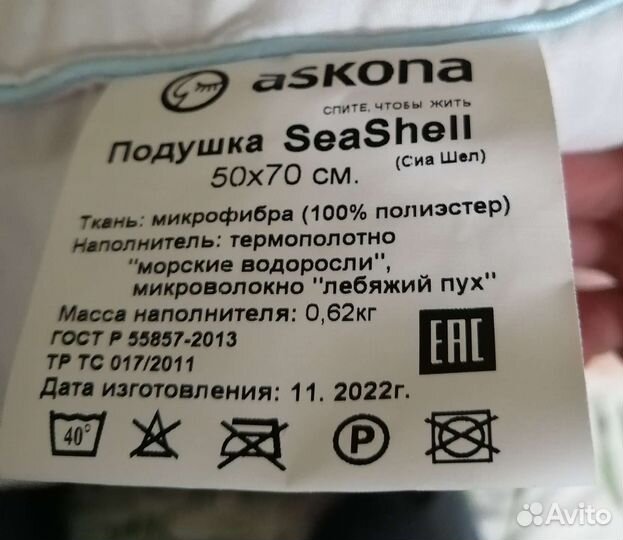 askona
СПИТЕ, ЧТОБЫ ЖИТЬ
Подушка SeaShell
(Сиа Шел)
50x70 см.
Ткань: микрофибра (100% полиэстер)
Наполнитель: термополотно
"морские водоросли",
микроволокно "лебяжий пух"
Масса наполнителя: 0,62кг
ГОСТ Р 55857-2013
ТР ТС 017/2011
EAC
Дата изготовления: 11. 2022г.
40° P
Avito